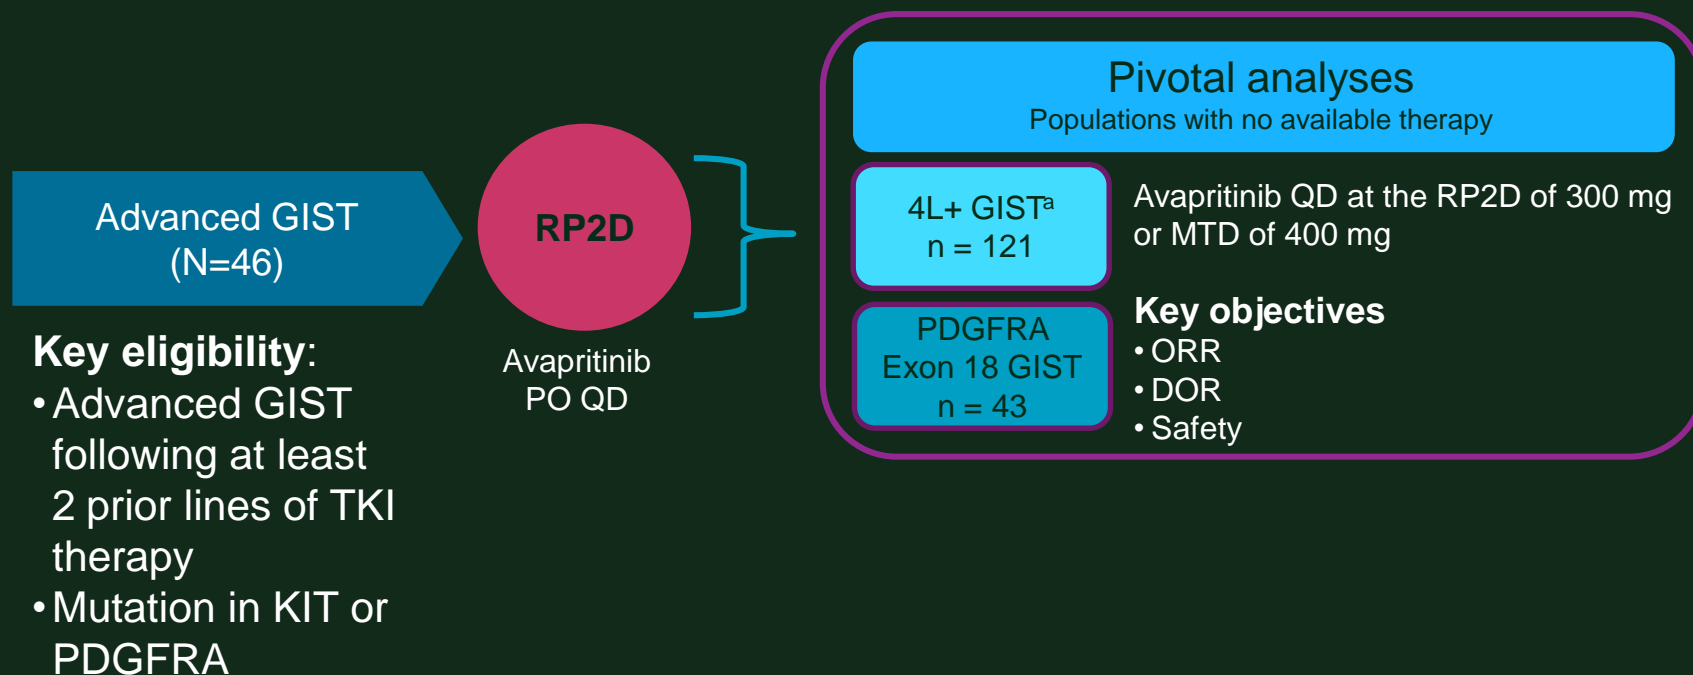 Advanced GIST
(N=46)
Key eligibility:
• Advanced GIST
following at least
2 prior lines of TKI
therapy
• Mutation in KIT or
PDGFRA
RP2D
Avapritinib
PO QD
Pivotal analyses
Populations with no available therapy
4L+ GISTᵃ
n = 121
PDGFRA
Exon 18 GIST
n = 43
Avapritinib QD at the RP2D of 300 mg
or MTD of 400 mg
Key objectives
• ORR
• DOR
• Safety